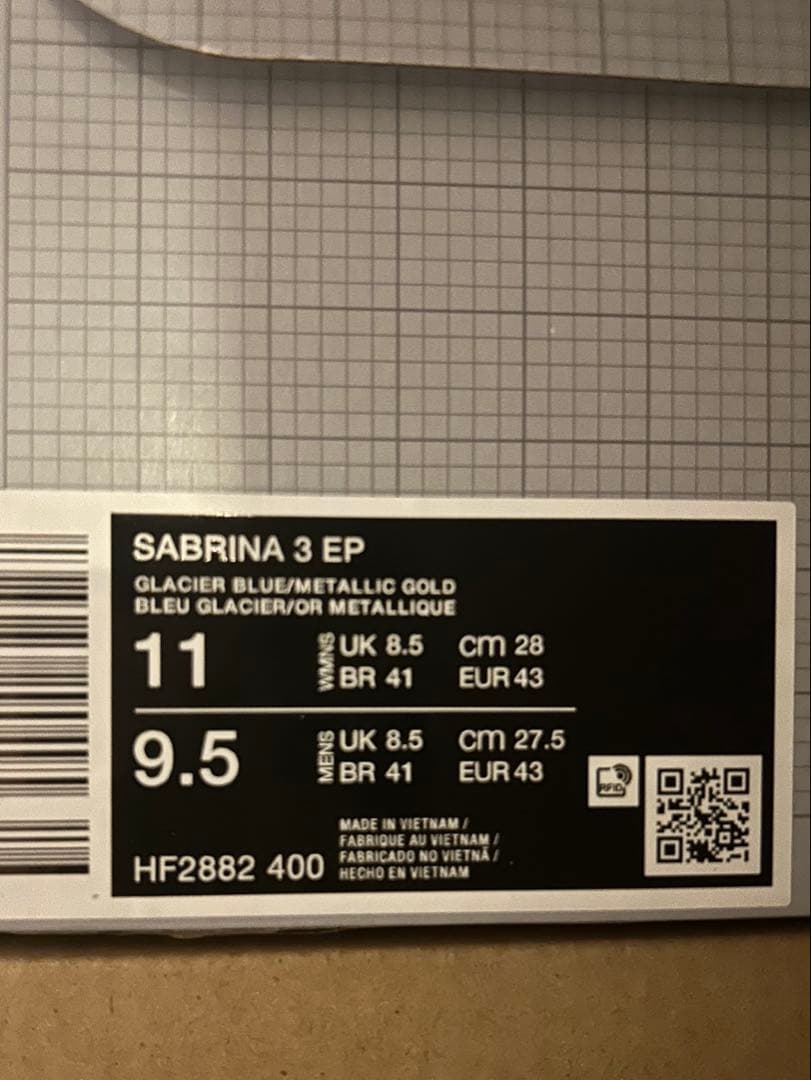 SABRINA 3 EP
GLACIER BLUE/METALLIC GOLD
BLEU GLACIER/OR METALLIQUE
11 WMNS UK 8.5 cm 28
BR 41 EUR 43
9.5 MENS UK 8.5 cm 27.5
BR 41 EUR 43
RFID
MADE IN VIETNAM /
FABRIQUE AU VIETNAM /
FABRICADO NO VIETNÃ /
HECHO EN VIETNAM
HF2882 400